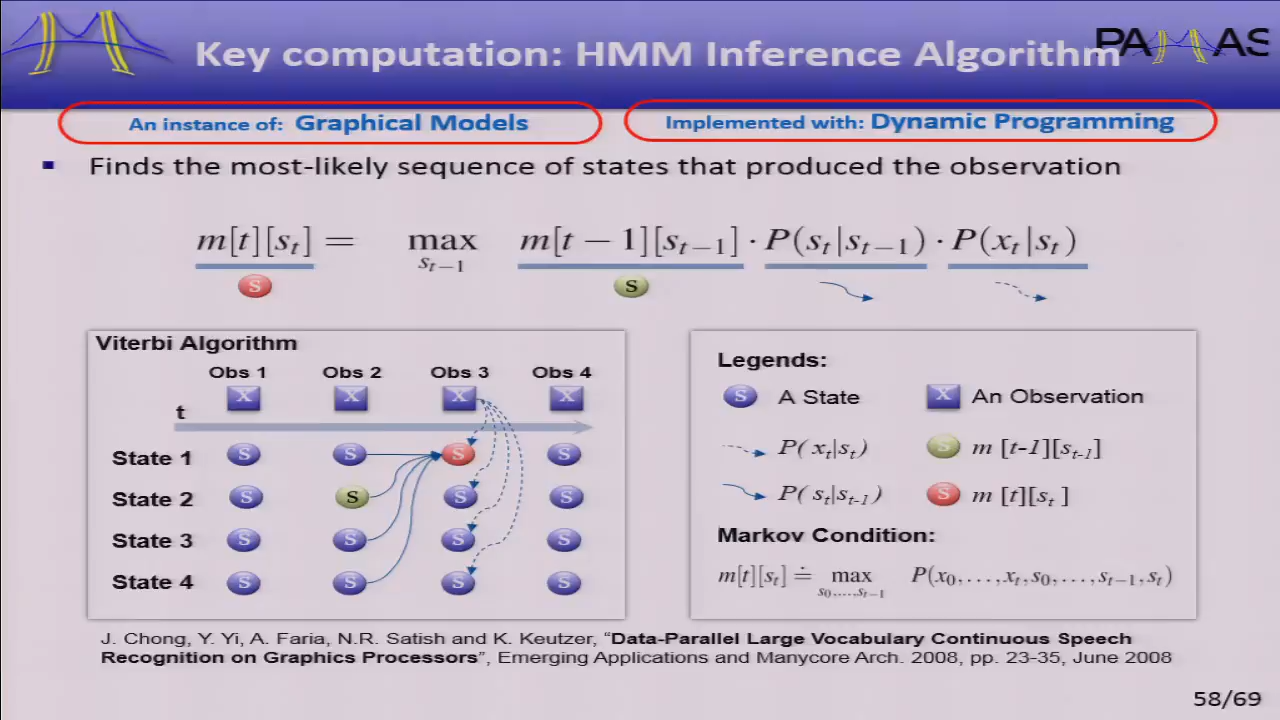 Key computation: HMM Inference Algorithm
PAMAS
An instance of: Graphical Models
Implemented with: Dynamic Programming
▪ Finds the most-likely sequence of states that produced the observation
m[t][s_t] = max_{s_{t−1}} m[t − 1][s_{t−1}] · P(s_t|s_{t−1}) · P(x_t|s_t)
S S
Viterbi Algorithm
Obs 1 Obs 2 Obs 3 Obs 4
X X X X
t
State 1 S S S S
State 2 S S S S
State 3 S S S S
State 4 S S S S
Legends:
S A State X An Observation
P( x_t|s_t) S m [t-1][s_{t-1}]
P( s_t|s_{t-1}) S m [t][s_t ]
Markov Condition:
m[t][s_t] ≐ max_{s_0,...,s_{t−1}} P(x_0, . . . , x_t, s_0, . . . , s_{t−1}, s_t)
J. Chong, Y. Yi, A. Faria, N.R. Satish and K. Keutzer, “Data-Parallel Large Vocabulary Continuous Speech
Recognition on Graphics Processors”, Emerging Applications and Manycore Arch. 2008, pp. 23-35, June 2008
58/69